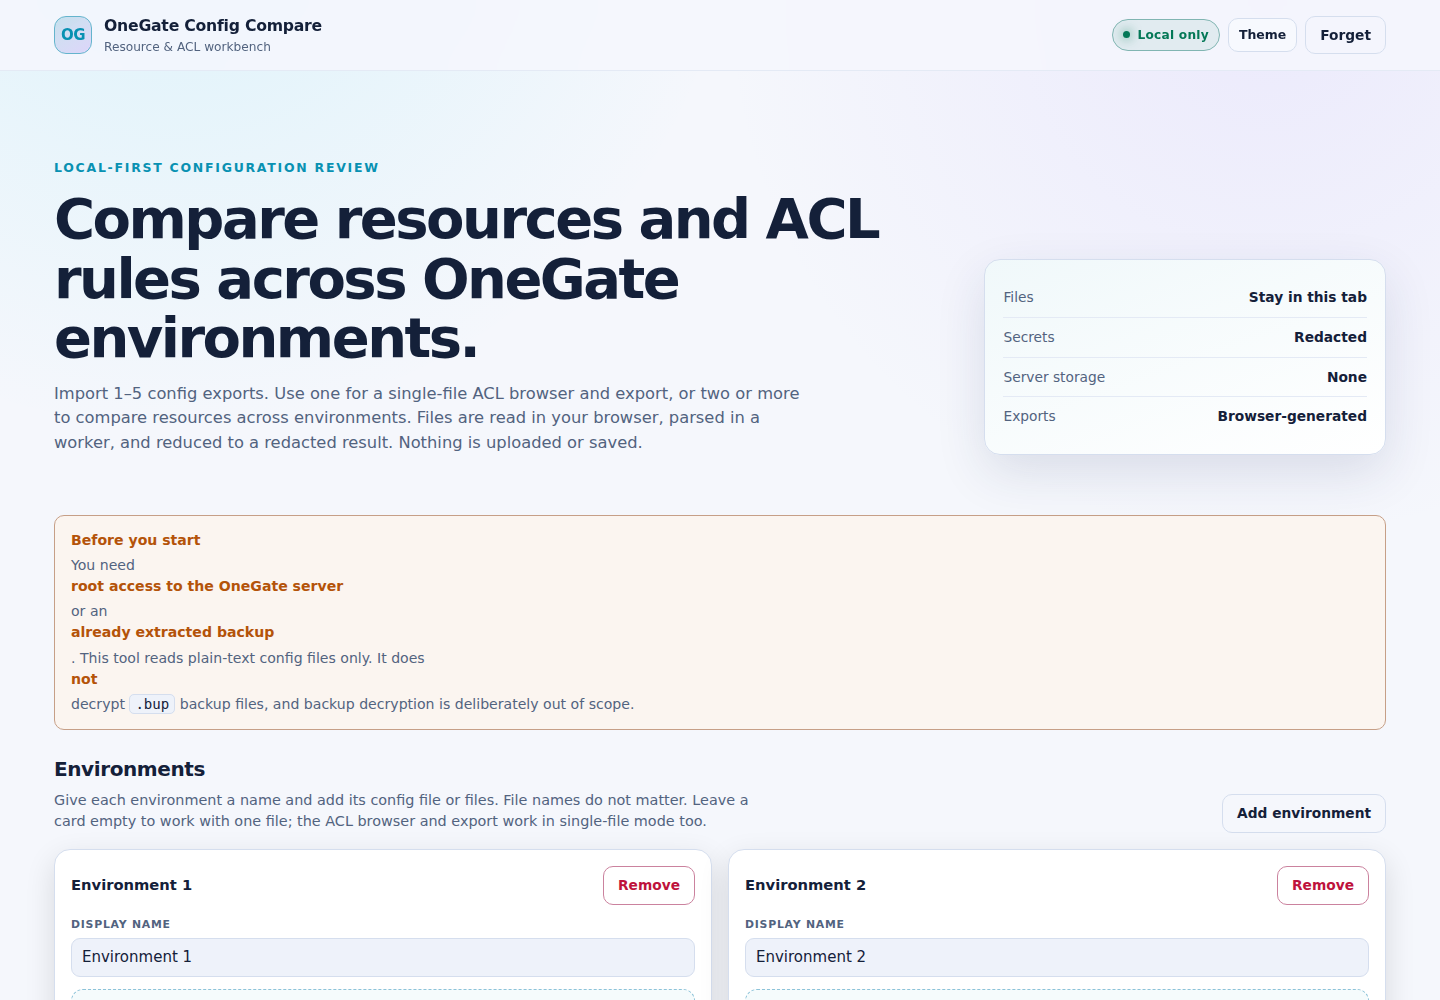 OG
OneGate Config Compare
Resource & ACL workbench
Local only
Theme
Forget
LOCAL-FIRST CONFIGURATION REVIEW
Compare resources and ACL
rules across OneGate
environments.
Import 1–5 config exports. Use one for a single-file ACL browser and export, or two or more
to compare resources across environments. Files are read in your browser, parsed in a
worker, and reduced to a redacted result. Nothing is uploaded or saved.
Files Stay in this tab
Secrets Redacted
Server storage None
Exports Browser-generated
Before you start
You need
root access to the OneGate server
or an
already extracted backup
. This tool reads plain-text config files only. It does
not
decrypt .bup backup files, and backup decryption is deliberately out of scope.
Environments
Give each environment a name and add its config file or files. File names do not matter. Leave a
card empty to work with one file; the ACL browser and export work in single-file mode too.
Add environment
Environment 1
Remove
DISPLAY NAME
Environment 1
Environment 2
Remove
DISPLAY NAME
Environment 2